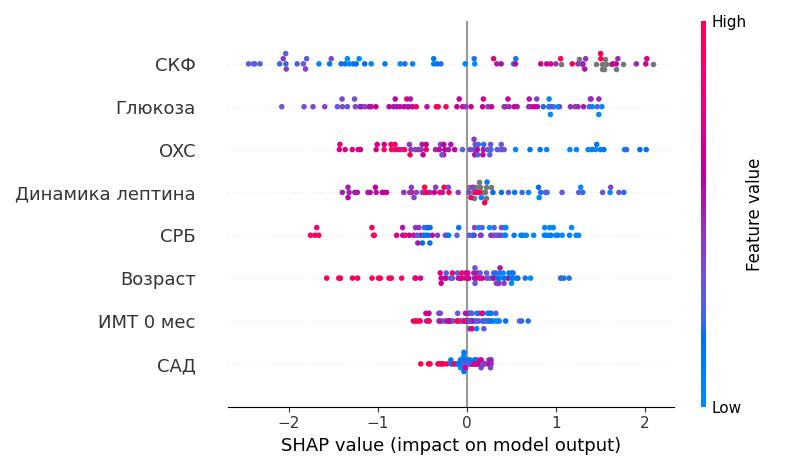 High
СКФ
Глюкоза
ОХС
Динамика лептина
СРБ
Возраст
ИМТ 0 мес
САД
Feature value
Low
−2 −1 0 1 2
SHAP value (impact on model output)